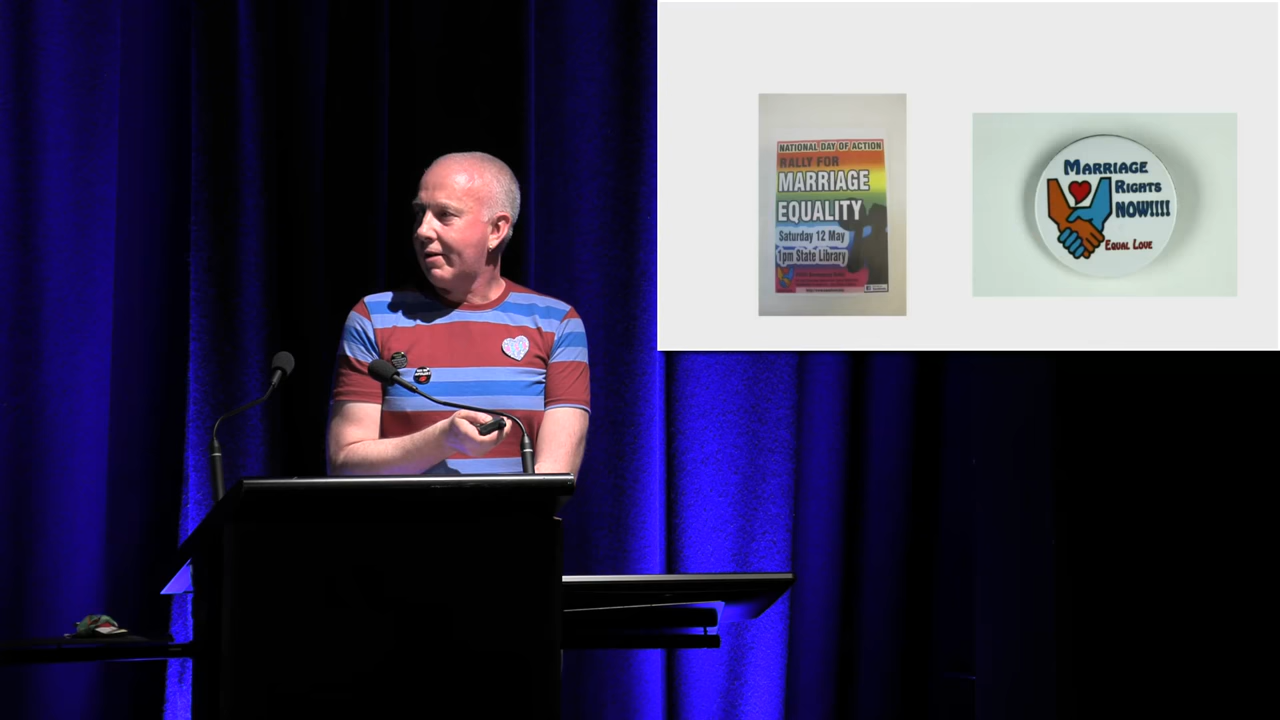 NATIONAL DAY OF ACTION
RALLY FOR
MARRIAGE
EQUALITY
Saturday 12 May
1pm State Library
MARRIAGE
RIGHTS
NOW!!!!
EQUAL LOVE